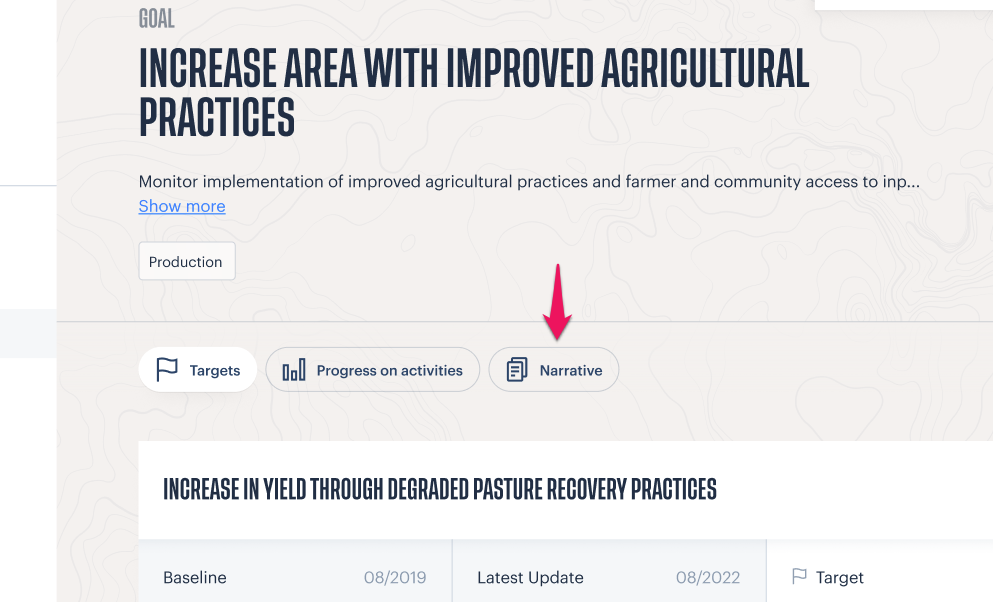 GOAL
INCREASE AREA WITH IMPROVED AGRICULTURAL
PRACTICES
Monitor implementation of improved agricultural practices and farmer and community access to inp...
Show more
Production
Targets
Progress on activities
Narrative
INCREASE IN YIELD THROUGH DEGRADED PASTURE RECOVERY PRACTICES
Baseline 08/2019 Latest Update 08/2022 Target